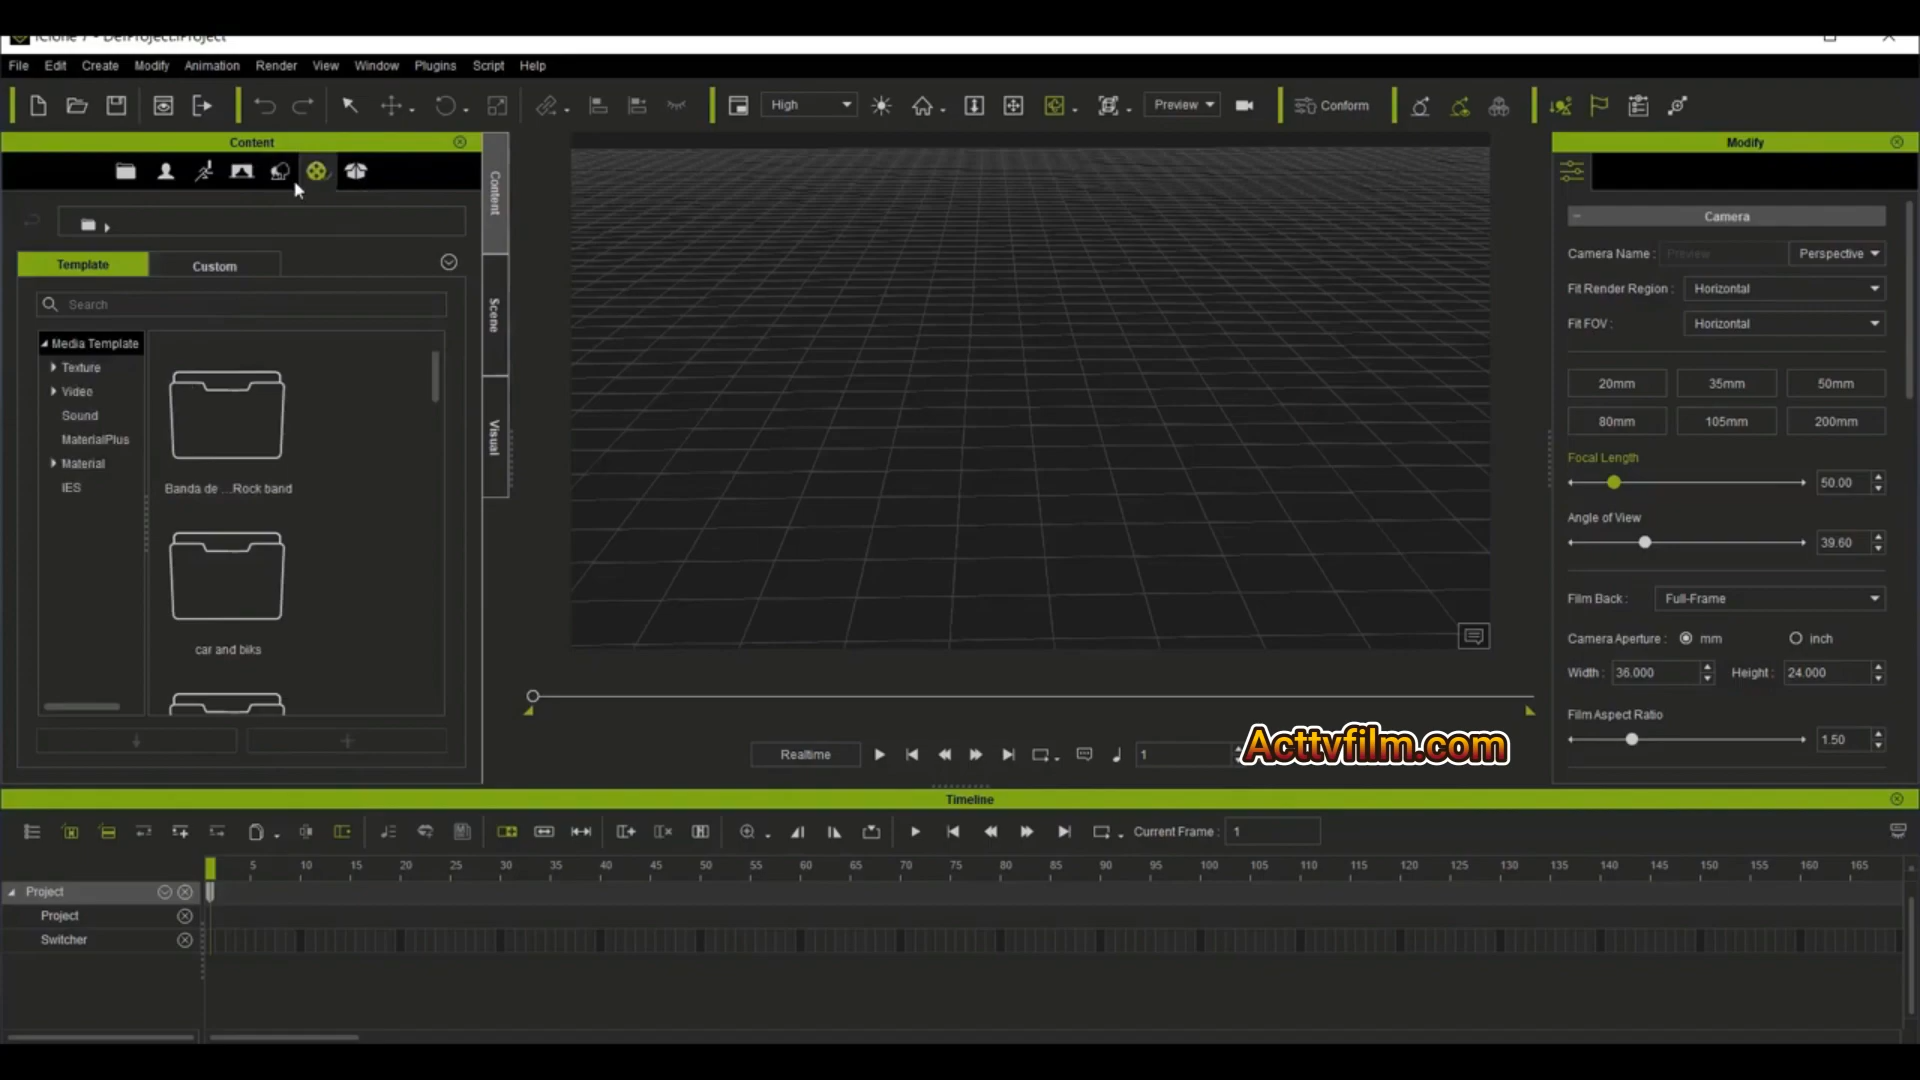 iClone 7 - DefProject.iProject
File Edit Create Modify Animation Render View Window Plugins Script Help
High Preview Conform
Content
Content
Scene
Visual
Template Custom
Search
Media Template
Texture
Video
Sound
MaterialPlus
Material
IES
Banda de ...Rock band
car and biks
Realtime 1
Acttvfilm.com
Modify
Camera
Camera Name : Preview Perspective
Fit Render Region : Horizontal
Fit FOV : Horizontal
20mm 35mm 50mm
80mm 105mm 200mm
Focal Length
50.00
Angle of View
39.60
Film Back : Full-Frame
Camera Aperture : mm inch
Width : 36.000 Height : 24.000
Film Aspect Ratio
1.50
Timeline
Current Frame : 1
5 10 15 20 25 30 35 40 45 50 55 60 65 70 75 80 85 90 95 100 105 110 115 120 125 130 135 140 145 150 155 160 165
Project
Project
Switcher